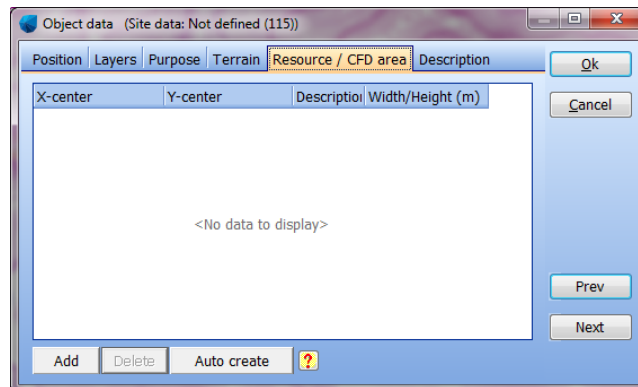 Object data (Site data: Not defined (115))
Position Layers Purpose Terrain Resource / CFD area Description
Ok
X-center Y-center Descriptior Width/Height (m)
Cancel
<No data to display>
Prev
Next
Add Delete Auto create ?